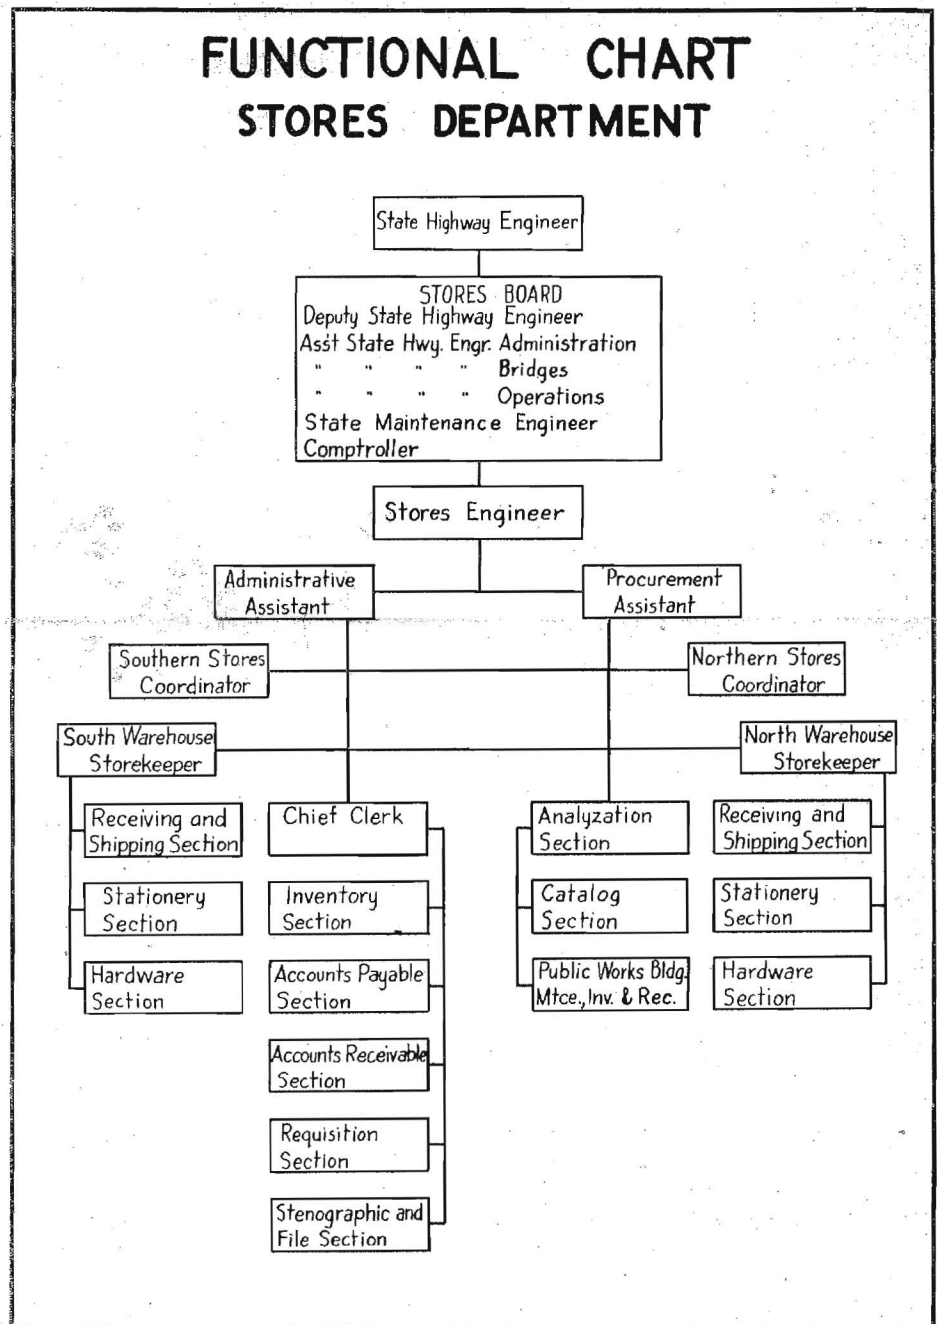 FUNCTIONAL CHART
STORES DEPARTMENT
State Highway Engineer
STORES BOARD
Deputy State Highway Engineer
Ass't State Hwy. Engr. Administration
" " " " Bridges
" " " " Operations
State Maintenance Engineer
Comptroller
Stores Engineer
Administrative
Assistant
Procurement
Assistant
Southern Stores
Coordinator
Northern Stores
Coordinator
South Warehouse
Storekeeper
North Warehouse
Storekeeper
Receiving and
Shipping Section
Stationery
Section
Hardware
Section
Chief Clerk
Inventory
Section
Accounts Payable
Section
Accounts Receivable
Section
Requisition
Section
Stenographic and
File Section
Analyzation
Section
Catalog
Section
Public Works Bldg.
Mtce., Inv. & Rec.
Receiving and
Shipping Section
Stationery
Section
Hardware
Section